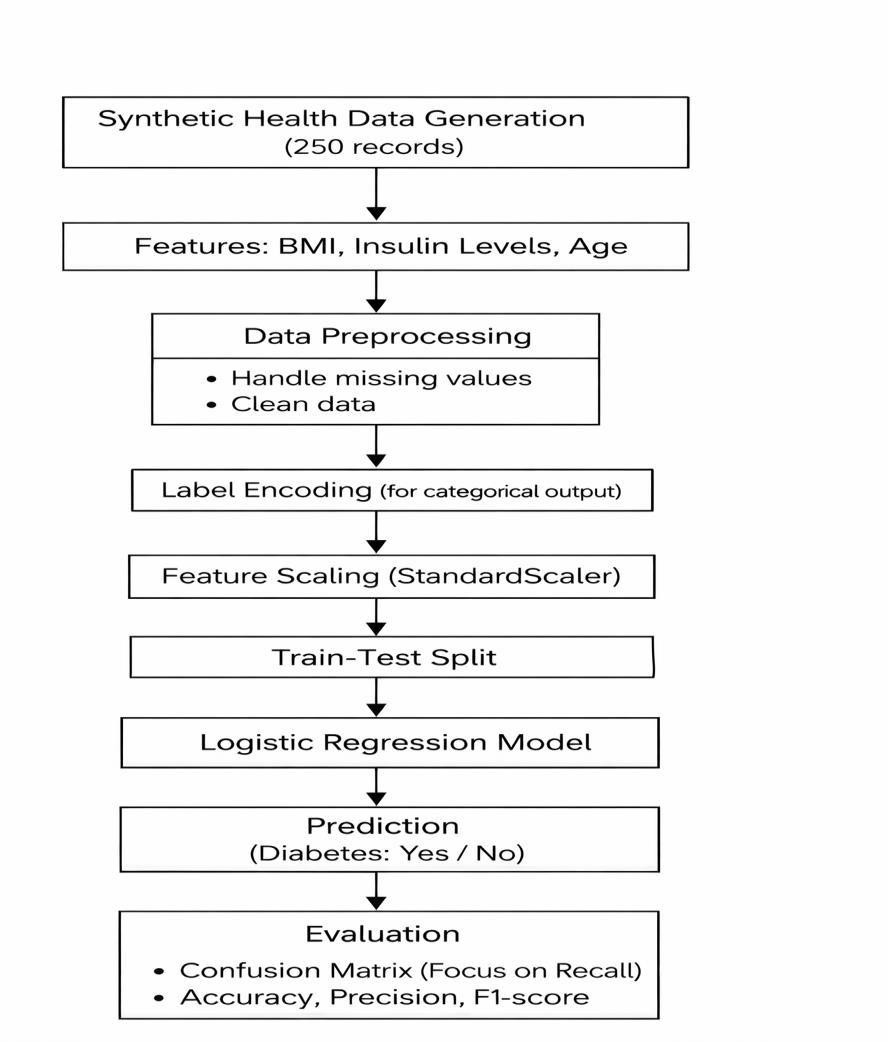 Synthetic Health Data Generation
(250 records)
Features: BMI, Insulin Levels, Age
Data Preprocessing
• Handle missing values
• Clean data
Label Encoding (for categorical output)
Feature Scaling (StandardScaler)
Train-Test Split
Logistic Regression Model
Prediction
(Diabetes: Yes / No)
Evaluation
• Confusion Matrix (Focus on Recall)
• Accuracy, Precision, F1-score